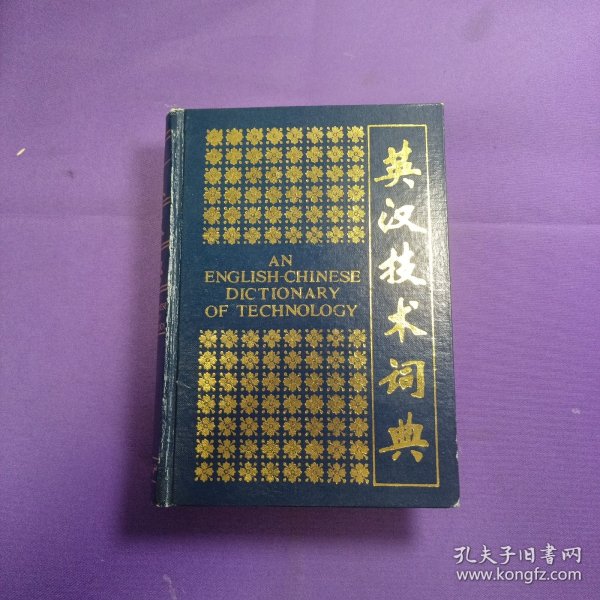 英汉技术词典
AN
ENGLISH-CHINESE
DICTIONARY
OF TECHNOLOGY
孔夫子旧书网
www.kongfz.com